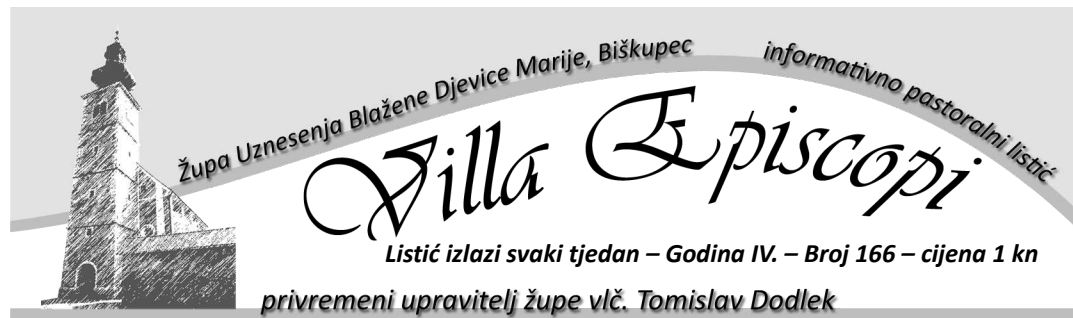 Župa Uznesenja Blažene Djevice Marije, Biškupec
informativno pastoralni listić
Villa Episcopi
Listić izlazi svaki tjedan – Godina IV. – Broj 166 – cijena 1 kn
privremeni upravitelj župe vlč. Tomislav Dodlek